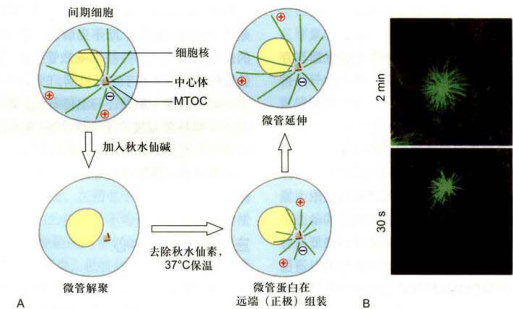 间期细胞
细胞核
中心体
MTOC
微管延伸
加入秋水仙碱
去除秋水仙素，
37°C保温
微管解聚
微管蛋白在
远端（正极）组装
A
2 min
30 s
B